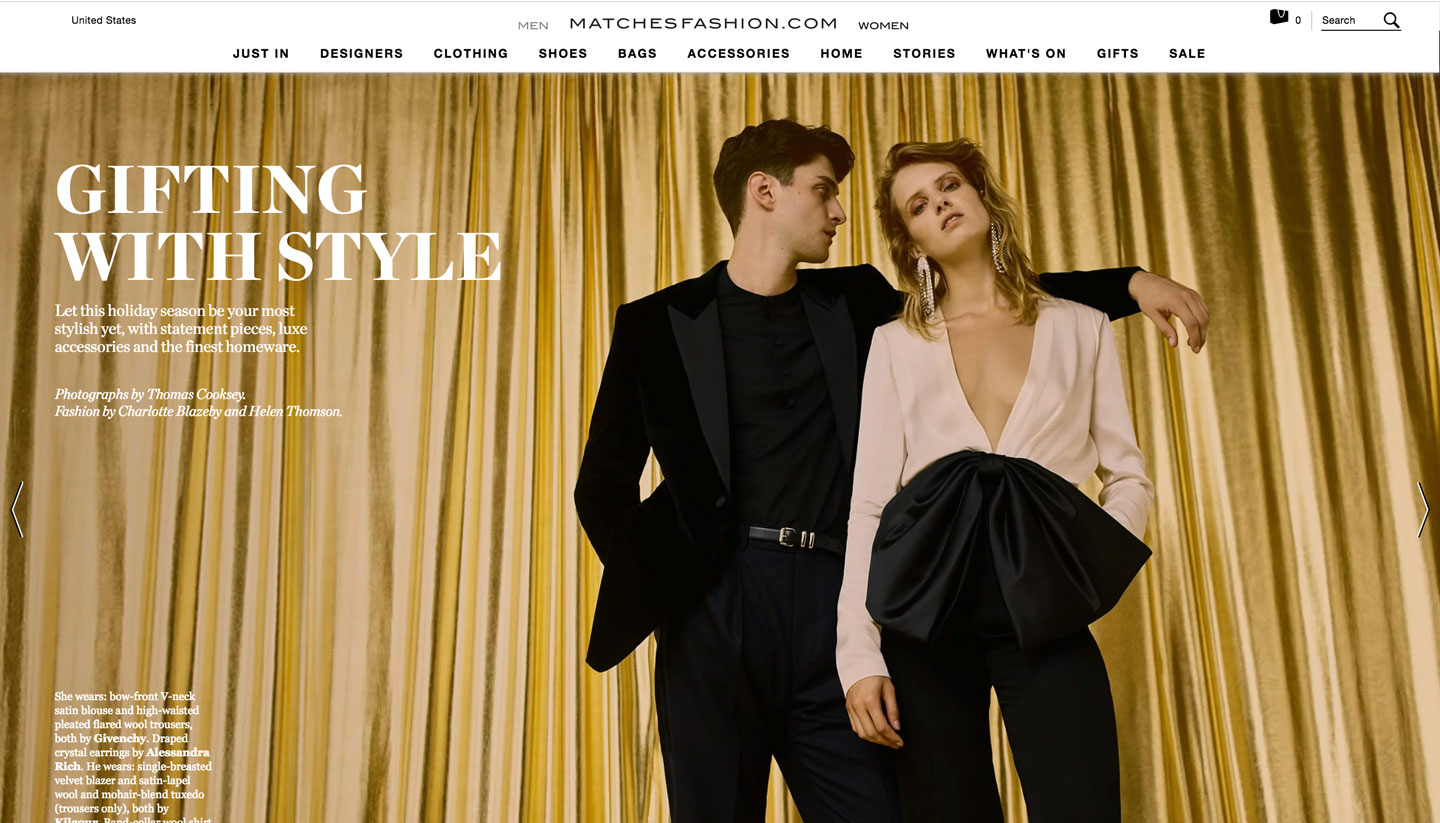 United States
MEN MATCHESFASHION.COM WOMEN
0 Search
JUST IN DESIGNERS CLOTHING SHOES BAGS ACCESSORIES HOME STORIES WHAT'S ON GIFTS SALE
GIFTING
WITH STYLE
Let this holiday season be your most
stylish yet, with statement pieces, luxe
accessories and the finest homeware.
Photographs by Thomas Cooksey.
Fashion by Charlotte Blazeby and Helen Thomson.
She wears: bow-front V-neck
satin blouse and high-waisted
pleated flared wool trousers,
both by Givenchy. Draped
crystal earrings by Alessandra
Rich. He wears: single-breasted
velvet blazer and satin-lapel
wool and mohair-blend tuxedo
(trousers only), both by
Kilgour. Band-collar wool shirt